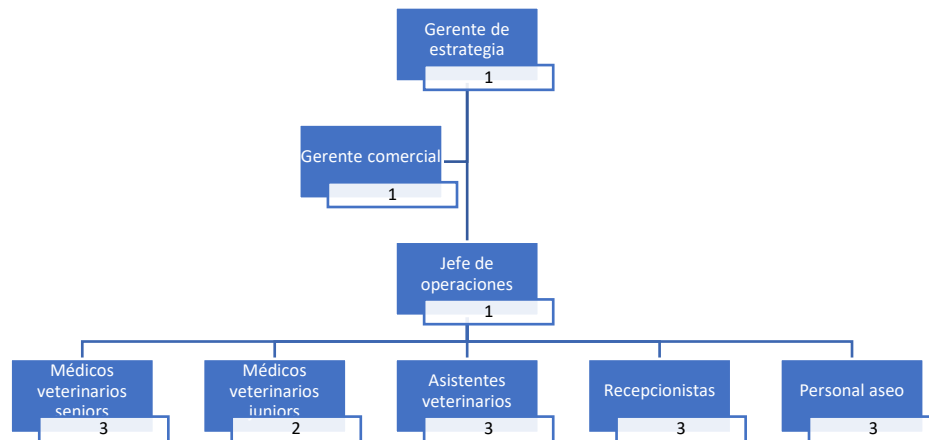 Gerente de
estrategia
1
Gerente comercial
1
Jefe de
operaciones
1
Médicos
veterinarios
seniors
3
Médicos
veterinarios
juniors
2
Asistentes
veterinarios
3
Recepcionistas
3
Personal aseo
3